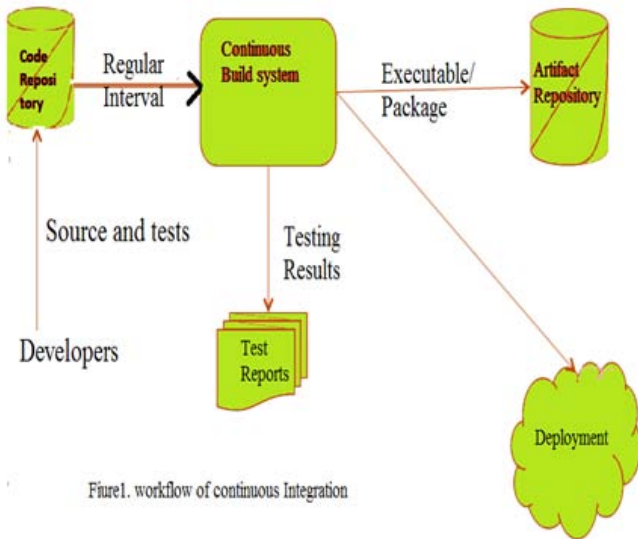 Code
Reposi
tory
Regular
Interval
Continuous
Build system
Executable/
Package
Artifact
Repository
Source and tests
Testing
Results
Developers
Test
Reports
Deployment
Fiure1. workflow of continuous Integration